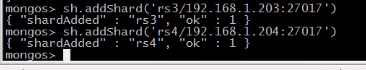 mongos> sh.addShard('rs3/192.168.1.203:27017')
{ "shardAdded" : "rs3", "ok" : 1 }
mongos> sh.addShard('rs4/192.168.1.204:27017')
{ "shardAdded" : "rs4", "ok" : 1 }
mongos>